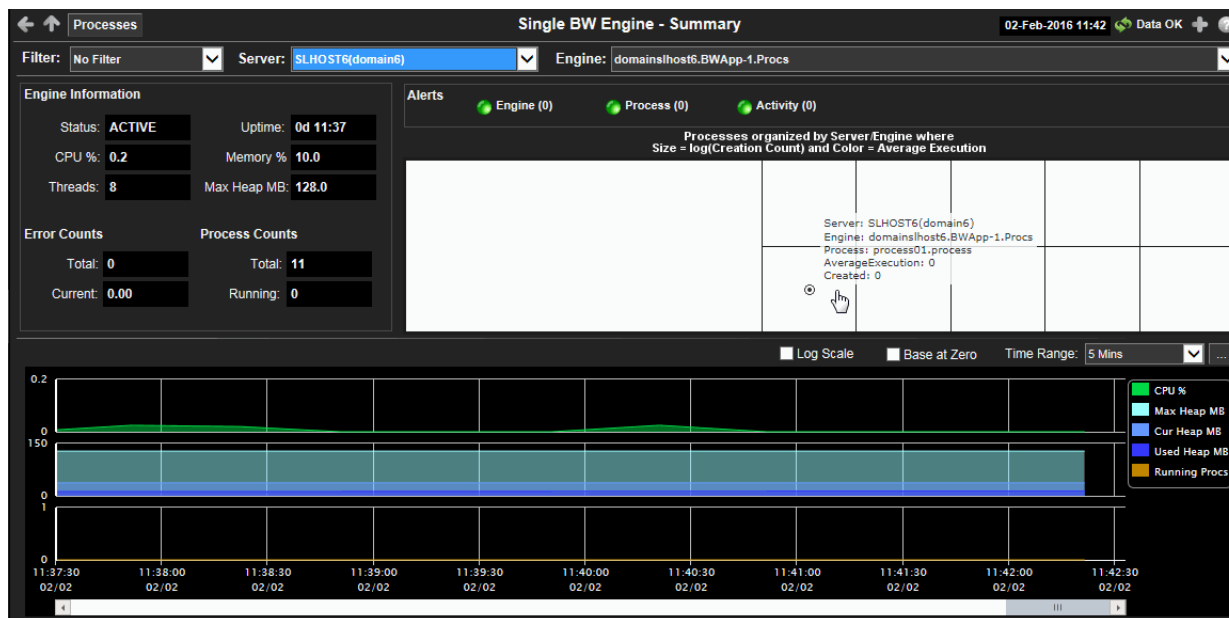 Processes
Single BW Engine - Summary
02-Feb-2016 11:42 Data OK
Filter: No Filter Server: SLHOST6(domain6) Engine: domainslhost6.BWApp-1.Procs
Engine Information
Status: ACTIVE Uptime: 0d 11:37
CPU %: 0.2 Memory % 10.0
Threads: 8 Max Heap MB: 128.0
Error Counts Process Counts
Total: 0 Total: 11
Current: 0.00 Running: 0
Alerts Engine (0) Process (0) Activity (0)
Processes organized by Server/Engine where
Size = log(Creation Count) and Color = Average Execution
Server: SLHOST6(domain6)
Engine: domainslhost6.BWApp-1.Procs
Process: process01.process
AverageExecution: 0
Created: 0
Log Scale Base at Zero Time Range: 5 Mins ...
0.2
0
150
0
1
0
CPU %
Max Heap MB
Cur Heap MB
Used Heap MB
Running Procs
11:37:30 11:38:00 11:38:30 11:39:00 11:39:30 11:40:00 11:40:30 11:41:00 11:41:30 11:42:00 11:42:30
02/02 02/02 02/02 02/02 02/02 02/02 02/02 02/02 02/02 02/02 02/02